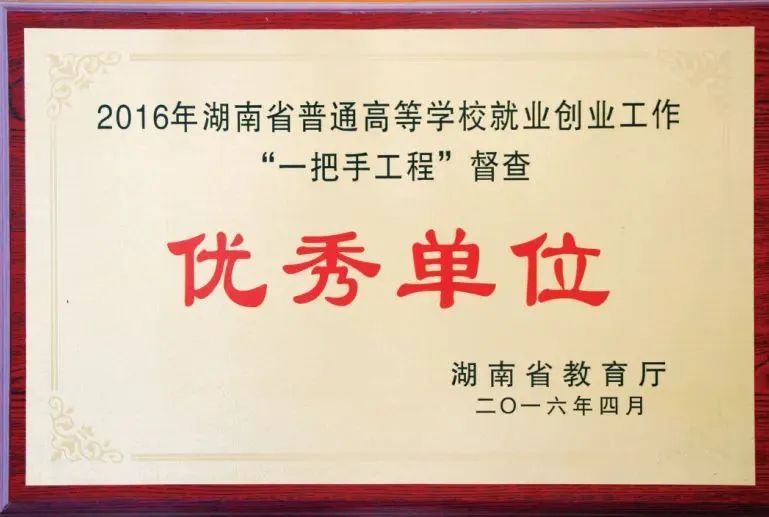 2016年湖南省普通高等学校就业创业工作
“一把手工程”督查
优秀单位
湖南省教育厅
二〇一六年四月